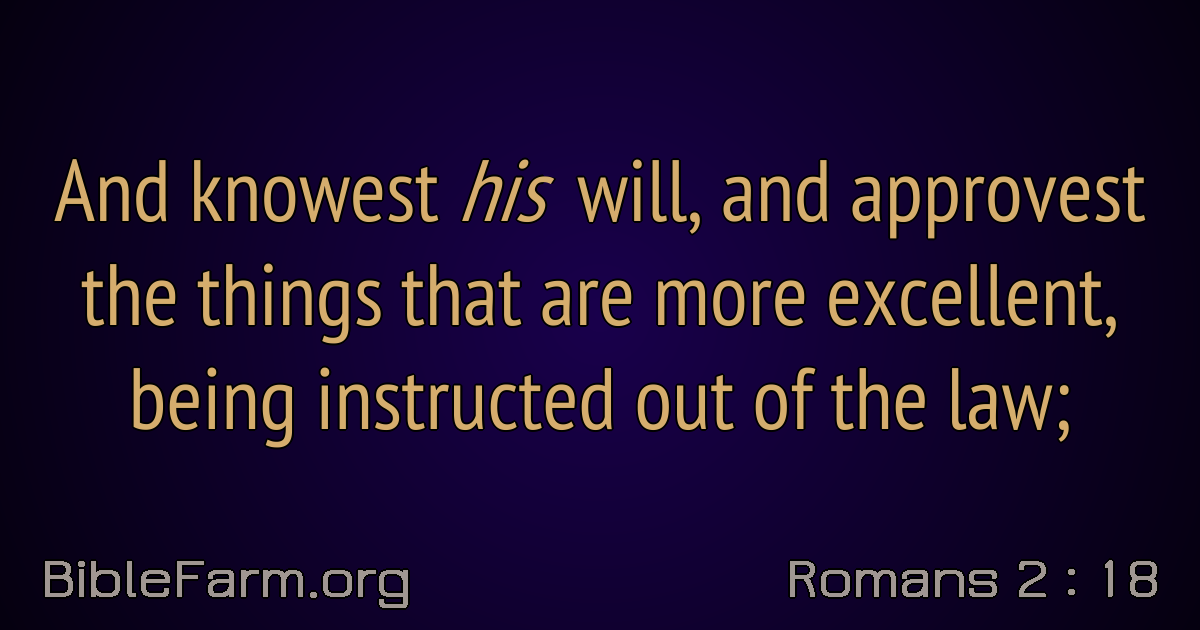 And knowest his will, and approvest
the things that are more excellent,
being instructed out of the law;
BibleFarm.org
Romans 2 : 18